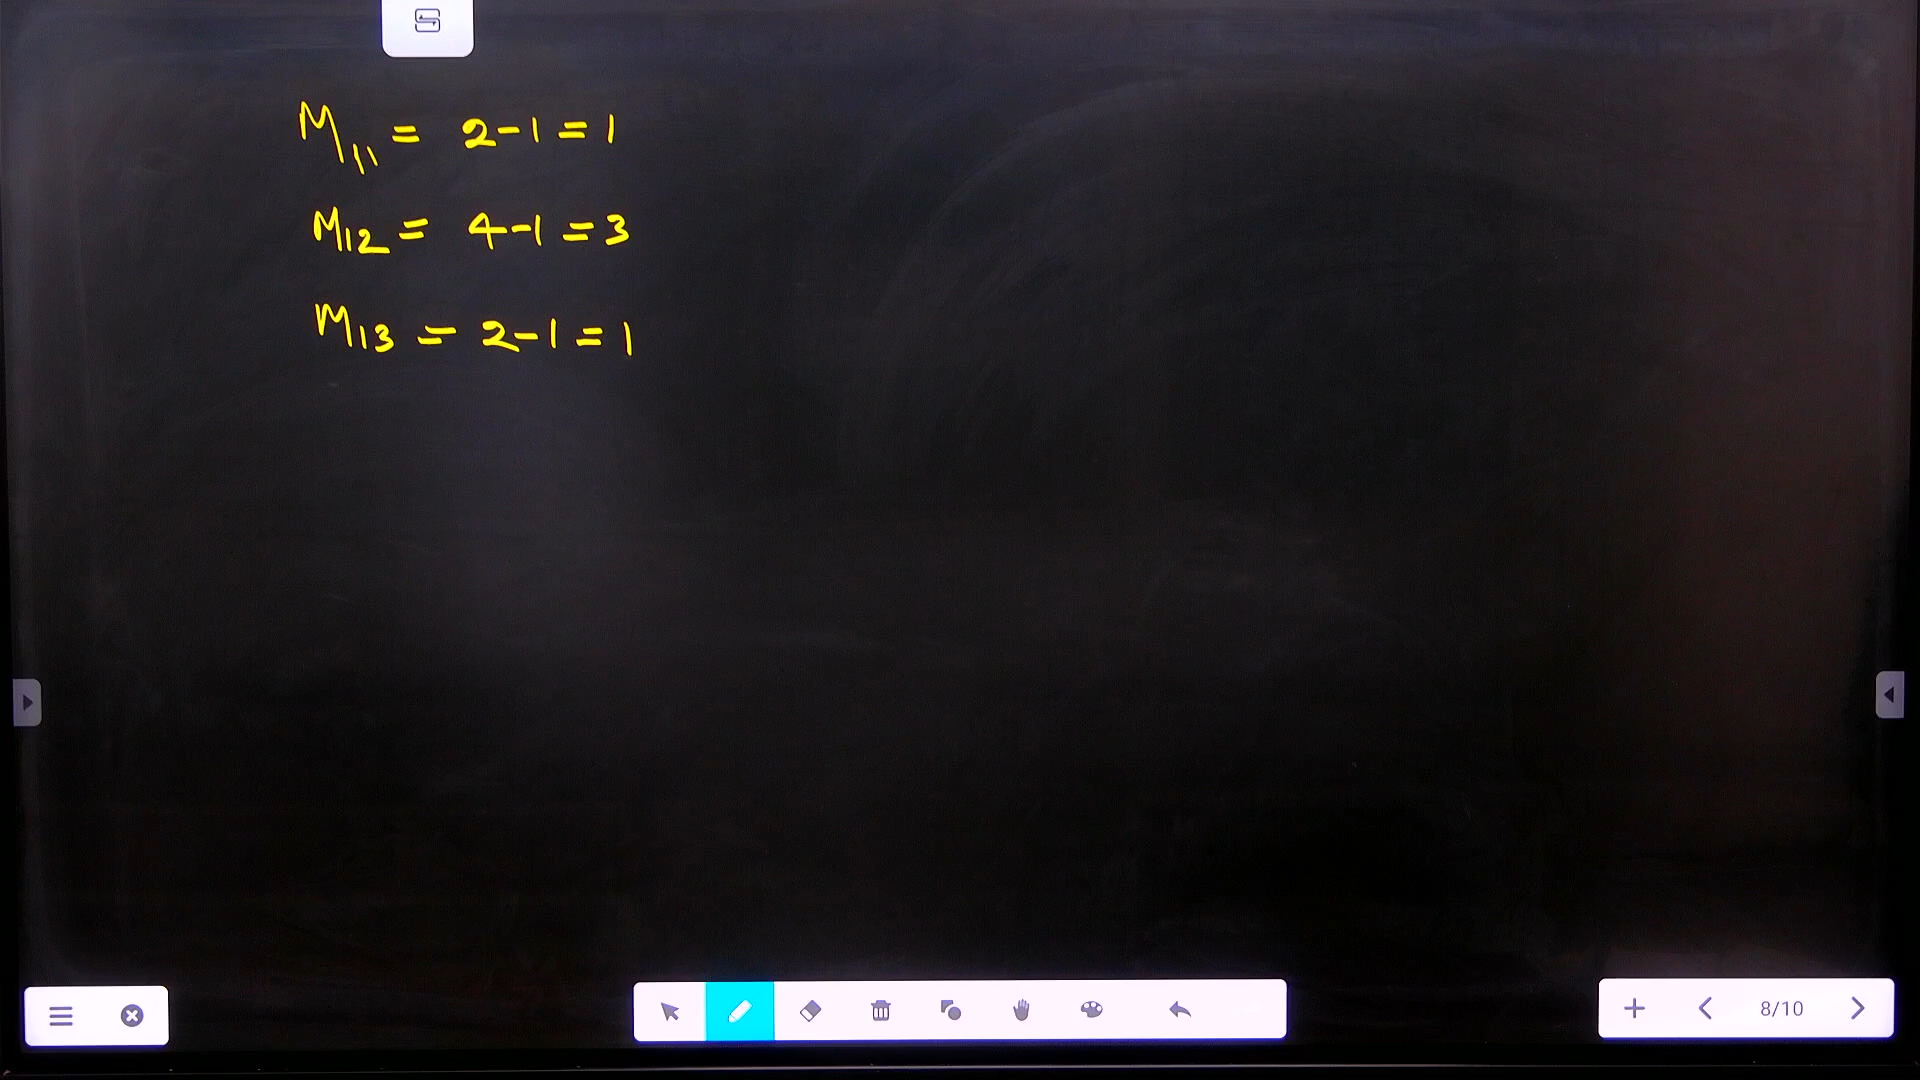 M11 = 2-1 = 1
M12 = 4-1 = 3
M13 = 2-1 = 1
8/10